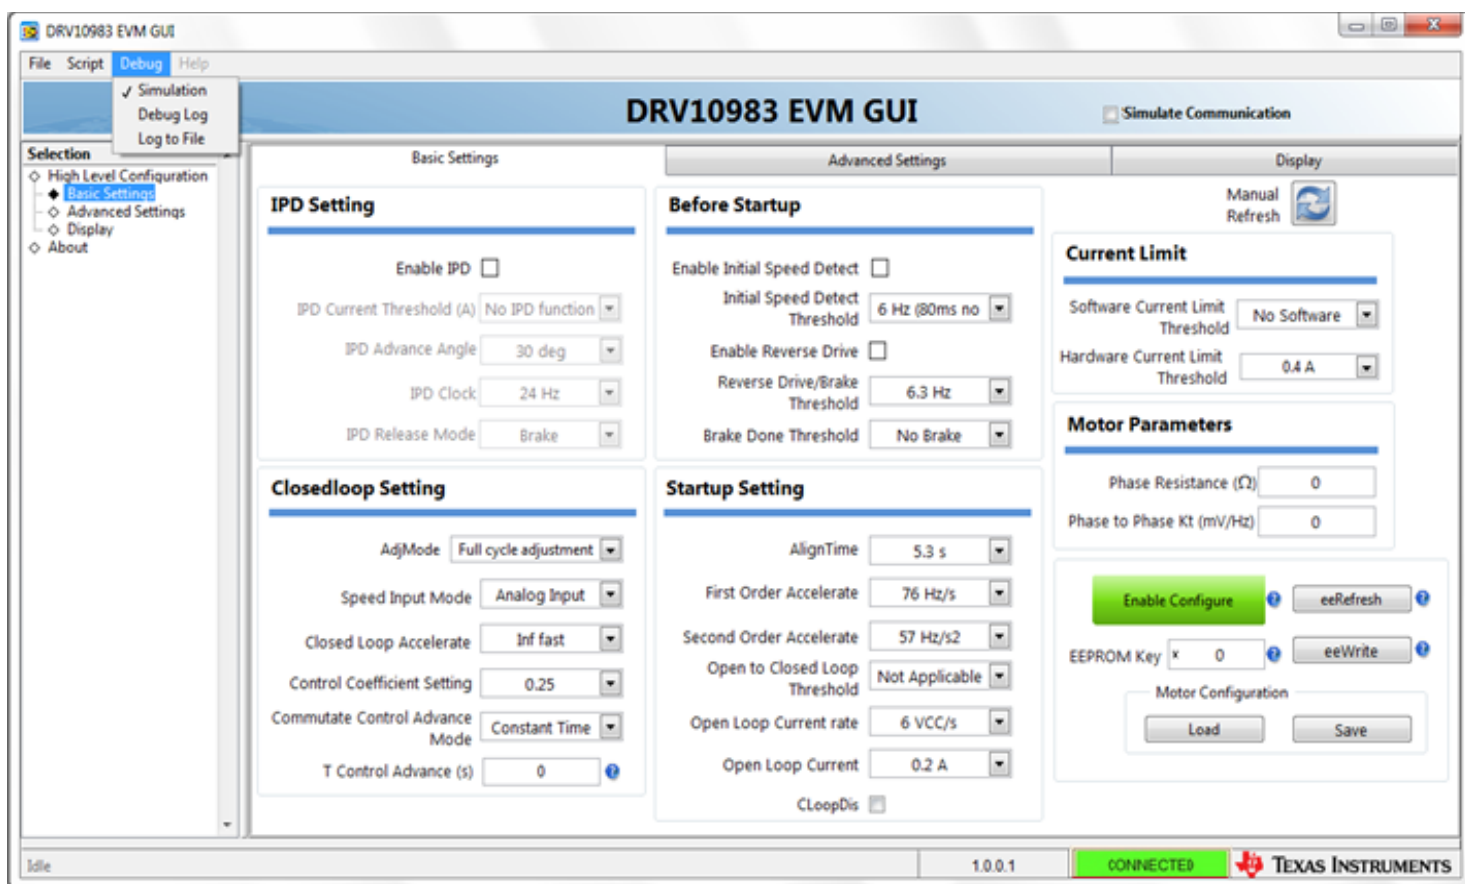 DRV10983 EVM GUI
File Script Debug Help
✓ Simulation
Debug Log
Log to File
DRV10983 EVM GUI
Simulate Communication
Selection
High Level Configuration
Basic Settings
Advanced Settings
Display
About
Basic Settings
Advanced Settings
Display
Manual
Refresh
IPD Setting
Enable IPD
IPD Current Threshold (A) No IPD function
IPD Advance Angle 30 deg
IPD Clock 24 Hz
IPD Release Mode Brake
Before Startup
Enable Initial Speed Detect
Initial Speed Detect
Threshold
6 Hz (80ms no
Enable Reverse Drive
Reverse Drive/Brake
Threshold
6.3 Hz
Brake Done Threshold No Brake
Current Limit
Software Current Limit
Threshold
No Software
Hardware Current Limit
Threshold
0.4 A
Motor Parameters
Phase Resistance (Ω) 0
Phase to Phase Kt (mV/Hz) 0
Closedloop Setting
AdjMode Full cycle adjustment
Speed Input Mode Analog Input
Closed Loop Accelerate Inf fast
Control Coefficient Setting 0.25
Commutate Control Advance
Mode
Constant Time
T Control Advance (s) 0 ?
Startup Setting
AlignTime 5.3 s
First Order Accelerate 76 Hz/s
Second Order Accelerate 57 Hz/s2
Open to Closed Loop
Threshold
Not Applicable
Open Loop Current rate 6 VCC/s
Open Loop Current 0.2 A
CLoopDis
Enable Configure ? eeRefresh ?
EEPROM Key x 0 ? eeWrite ?
Motor Configuration
Load Save
Idle
1.0.0.1
CONNECTED
TEXAS INSTRUMENTS